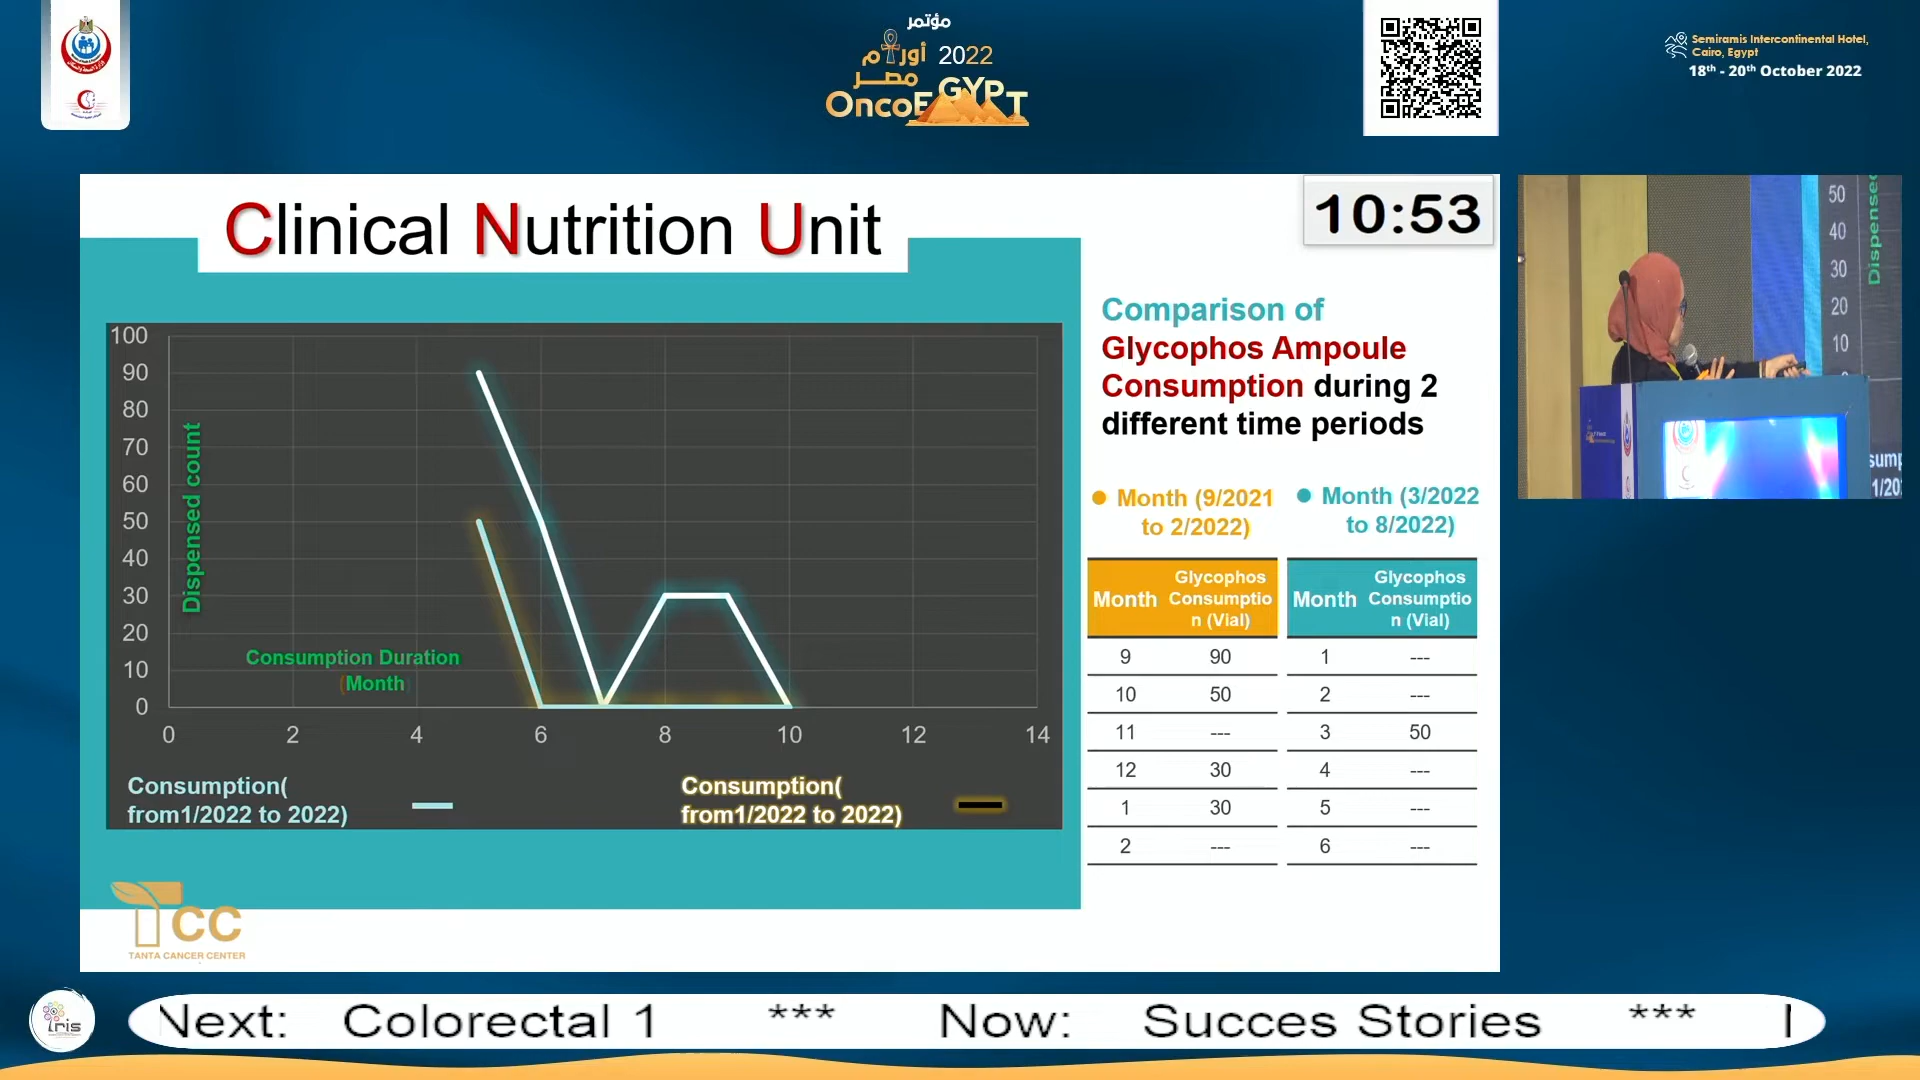 مؤتمر
أورام 2022
مصر
OncoEGYPT
Semiramis Intercontinental Hotel,
Cairo, Egypt
18th - 20th October 2022
Clinical Nutrition Unit
10:53
100
90
80
70
60
50
40
30
20
10
0
Dispensed count
Consumption Duration
(Month)
0 2 4 6 8 10 12 14
Consumption(
from1/2022 to 2022)
Consumption(
from1/2022 to 2022)
Comparison of
Glycophos Ampoule
Consumption during 2
different time periods
Month (9/2021
to 2/2022)
Month (3/2022
to 8/2022)
Month Glycophos
Consumptio
n (Vial)
9 90
10 50
11 ---
12 30
1 30
2 ---
Month Glycophos
Consumptio
n (Vial)
1 ---
2 ---
3 50
4 ---
5 ---
6 ---
50
40
30
20
10
Dispensed
sump
1/20
TCC
TANTA CANCER CENTER
iris
Next: Colorectal 1 *** Now: Succes Stories ***